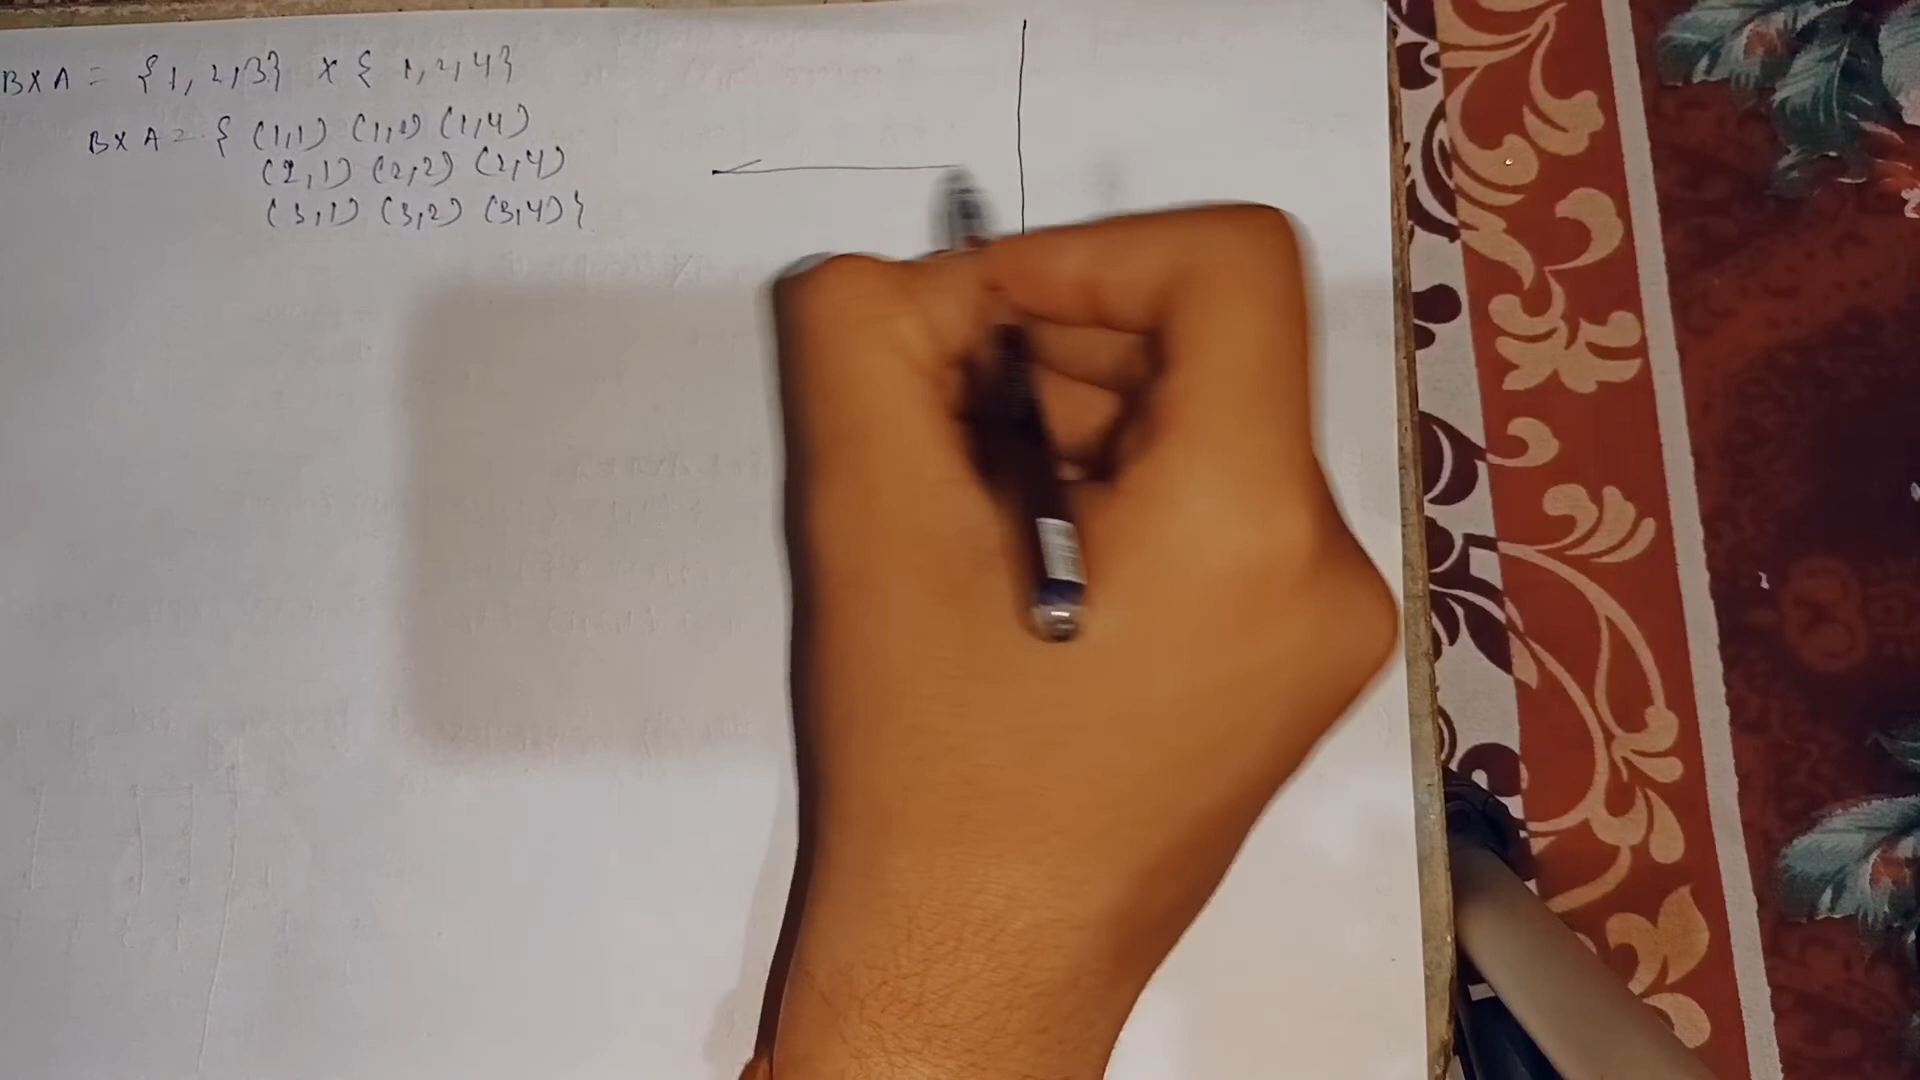 B×A = {1, 2, 3} × {1, 2, 4}
B×A = { (1,1) (1,2) (1,4)
(2,1) (2,2) (2,4)
(3,1) (3,2) (3,4)}